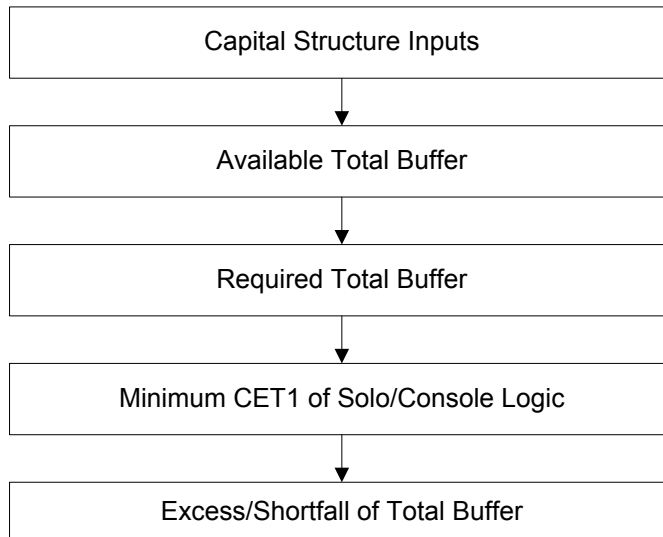 Capital Structure Inputs
Available Total Buffer
Required Total Buffer
Minimum CET1 of Solo/Console Logic
Excess/Shortfall of Total Buffer